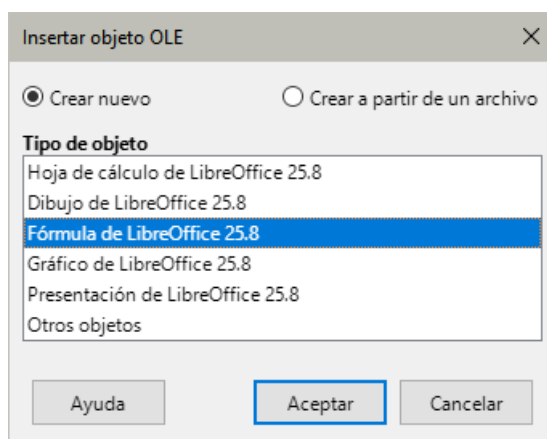 Insertar objeto OLE
Crear nuevo Crear a partir de un archivo
Tipo de objeto
Hoja de cálculo de LibreOffice 25.8
Dibujo de LibreOffice 25.8
Fórmula de LibreOffice 25.8
Gráfico de LibreOffice 25.8
Presentación de LibreOffice 25.8
Otros objetos
Ayuda Aceptar Cancelar